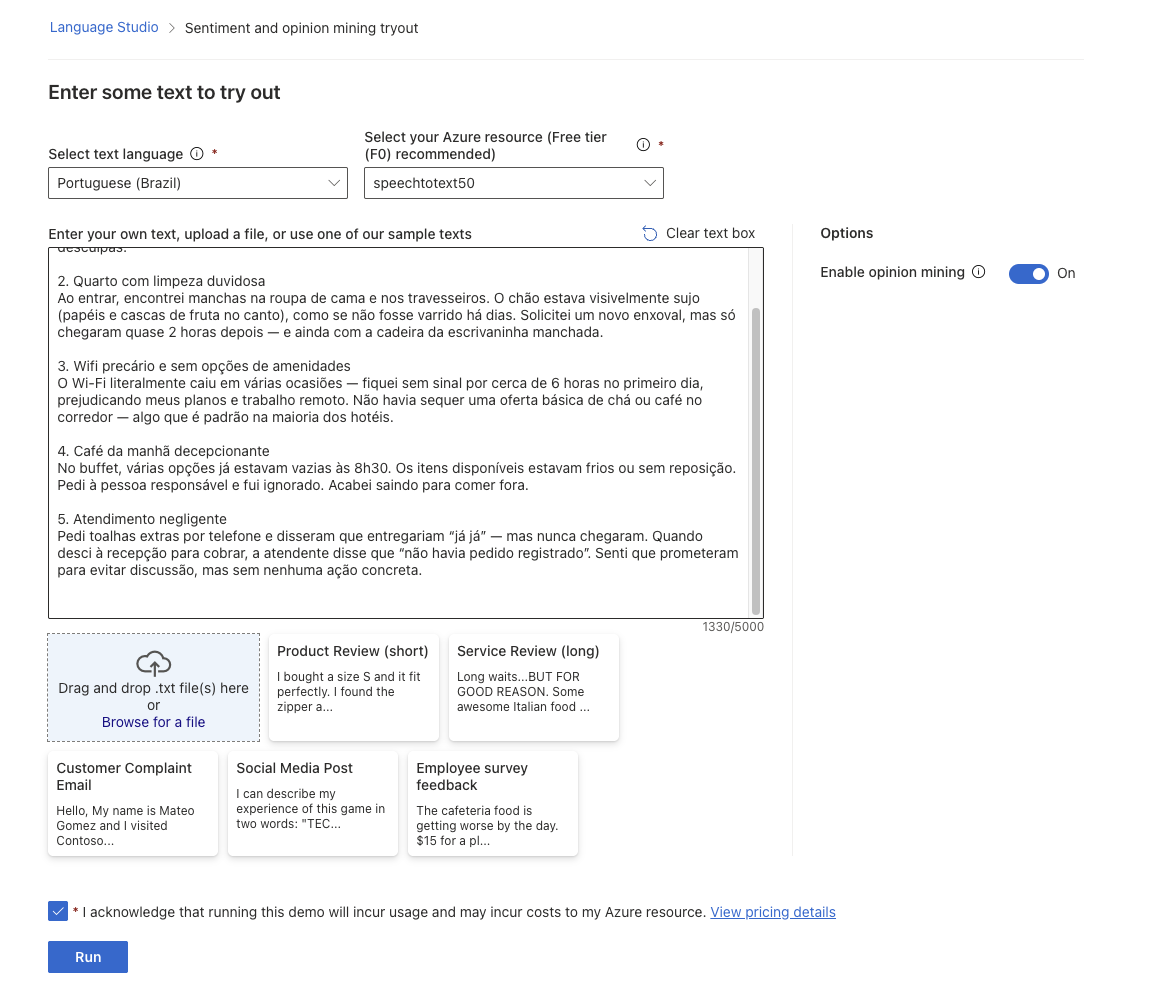 Language Studio > Sentiment and opinion mining tryout
Enter some text to try out
Select text language *
Portuguese (Brazil)
Select your Azure resource (Free tier
(F0) recommended) *
speechtotext50
Enter your own text, upload a file, or use one of our sample texts
Clear text box
desculpas.
2. Quarto com limpeza duvidosa
Ao entrar, encontrei manchas na roupa de cama e nos travesseiros. O chão estava visivelmente sujo
(papéis e cascas de fruta no canto), como se não fosse varrido há dias. Solicitei um novo enxoval, mas só
chegaram quase 2 horas depois — e ainda com a cadeira da escrivaninha manchada.
3. Wifi precário e sem opções de amenidades
O Wi-Fi literalmente caiu em várias ocasiões — fiquei sem sinal por cerca de 6 horas no primeiro dia,
prejudicando meus planos e trabalho remoto. Não havia sequer uma oferta básica de chá ou café no
corredor — algo que é padrão na maioria dos hotéis.
4. Café da manhã decepcionante
No buffet, várias opções já estavam vazias às 8h30. Os itens disponíveis estavam frios ou sem reposição.
Pedi à pessoa responsável e fui ignorado. Acabei saindo para comer fora.
5. Atendimento negligente
Pedi toalhas extras por telefone e disseram que entregariam “já já” — mas nunca chegaram. Quando
desci à recepção para cobrar, a atendente disse que “não havia pedido registrado”. Senti que prometeram
para evitar discussão, mas sem nenhuma ação concreta.
1330/5000
Options
Enable opinion mining
On
Drag and drop .txt file(s) here
or
Browse for a file
Product Review (short)
I bought a size S and it fit
perfectly. I found the
zipper a...
Service Review (long)
Long waits...BUT FOR
GOOD REASON. Some
awesome Italian food ...
Customer Complaint
Email
Hello, My name is Mateo
Gomez and I visited
Contoso...
Social Media Post
I can describe my
experience of this game in
two words: "TEC...
Employee survey
feedback
The cafeteria food is
getting worse by the day.
$15 for a pl...
* I acknowledge that running this demo will incur usage and may incur costs to my Azure resource. View pricing details
Run